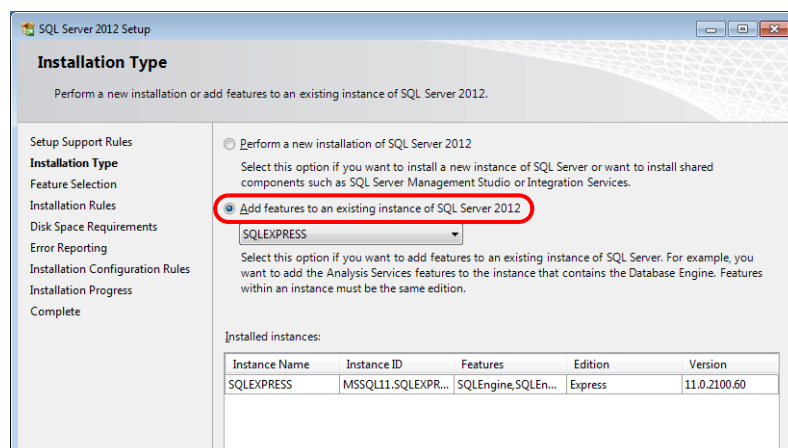 SQL Server 2012 Setup
Installation Type
Perform a new installation or add features to an existing instance of SQL Server 2012.
Setup Support Rules
Installation Type
Feature Selection
Installation Rules
Disk Space Requirements
Error Reporting
Installation Configuration Rules
Installation Progress
Complete
Perform a new installation of SQL Server 2012
Select this option if you want to install a new instance of SQL Server or want to install shared
components such as SQL Server Management Studio or Integration Services.
Add features to an existing instance of SQL Server 2012
SQLEXPRESS
Select this option if you want to add features to an existing instance of SQL Server. For example, you
want to add the Analysis Services features to the instance that contains the Database Engine. Features
within an instance must be the same edition.
Installed instances:
Instance Name Instance ID Features Edition Version
SQLEXPRESS MSSQL11.SQLEXPR... SQLEngine,SQLEn... Express 11.0.2100.60